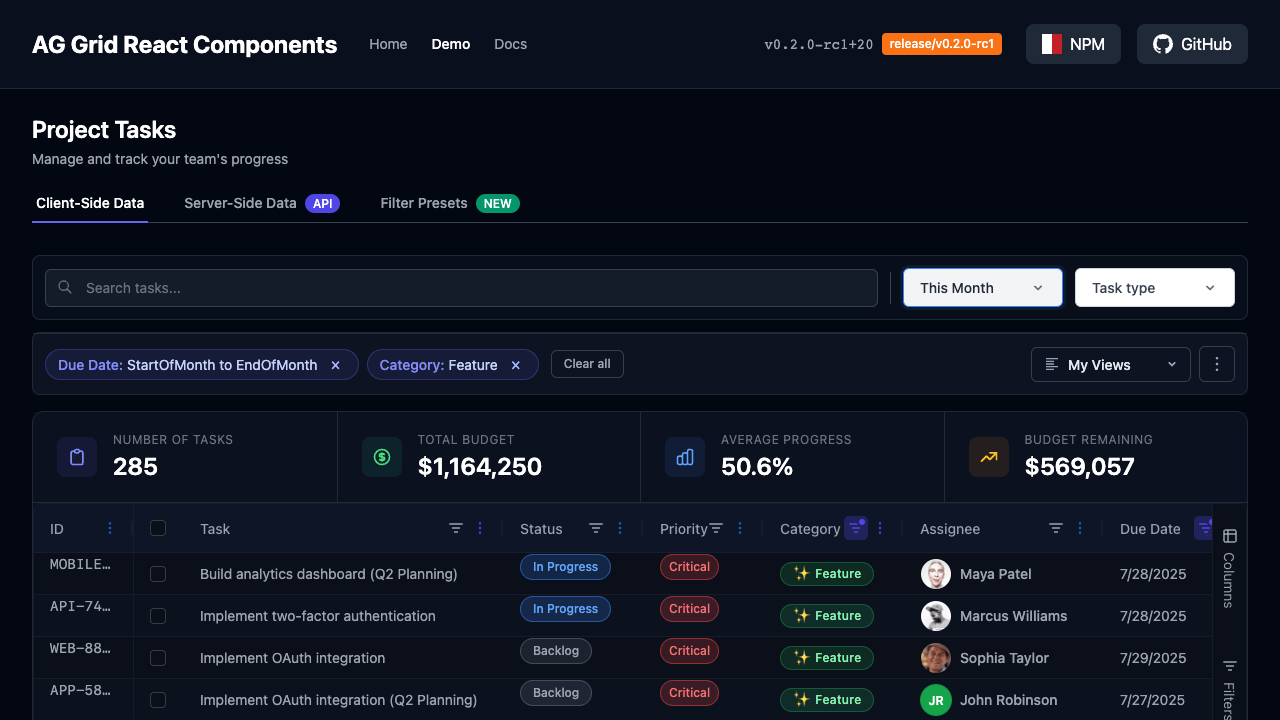 AG Grid React Components
Home
Demo
Docs
v0.2.0-rc1+20
release/v0.2.0-rc1
NPM
GitHub
Project Tasks
Manage and track your team's progress
Client-Side Data
Server-Side Data API
Filter Presets NEW
Search tasks...
This Month
Task type
Due Date: StartOfMonth to EndOfMonth ×
Category: Feature ×
Clear all
My Views
NUMBER OF TASKS
285
TOTAL BUDGET
$1,164,250
AVERAGE PROGRESS
50.6%
BUDGET REMAINING
$569,057
ID Task Status Priority Category Assignee Due Date
MOBILE… Build analytics dashboard (Q2 Planning) In Progress Critical ✨ Feature Maya Patel 7/28/2025
API-74… Implement two-factor authentication In Progress Critical ✨ Feature Marcus Williams 7/28/2025
WEB-88… Implement OAuth integration Backlog Critical ✨ Feature Sophia Taylor 7/29/2025
APP-58… Implement OAuth integration (Q2 Planning) Backlog Critical ✨ Feature JR John Robinson 7/27/2025
Columns
Filters